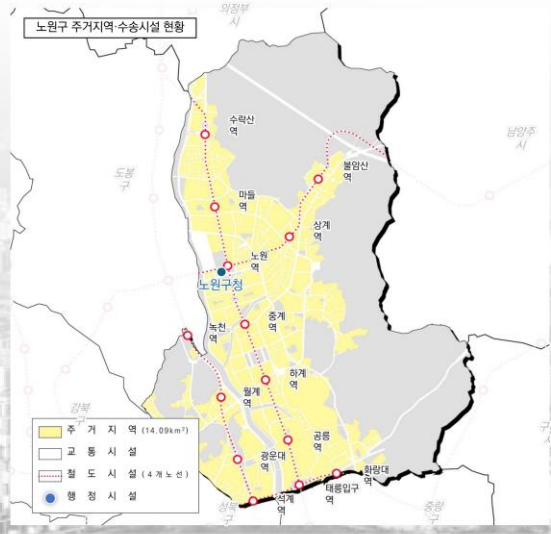 노원구 주거지역·수송시설 현황
의정부
시
남양주
시
도봉
구
수락산
역
불암산
역
마들
역
상계
역
노원
역
노원구청
녹천
역
중계
역
하계
역
월계
역
강북
구
공릉
역
광운대
역
화랑대
역
태릉입구
역
석계
역
성북
구
중랑
구
주 거 지 역 (14.09km²)
교 통 시 설
철 도 시 설 (4개노선)
행 정 시 설